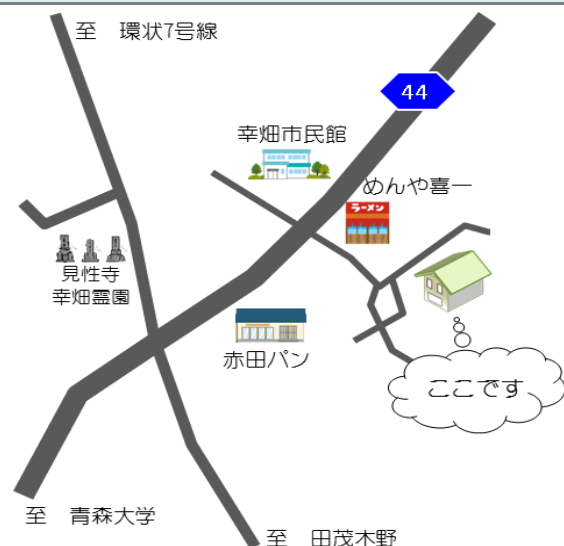 至　環状7号線
44
幸畑市民館
めんや喜一
ラーメン
見性寺
幸畑霊園
赤田パン
ここです
至　青森大学
至　田茂木野